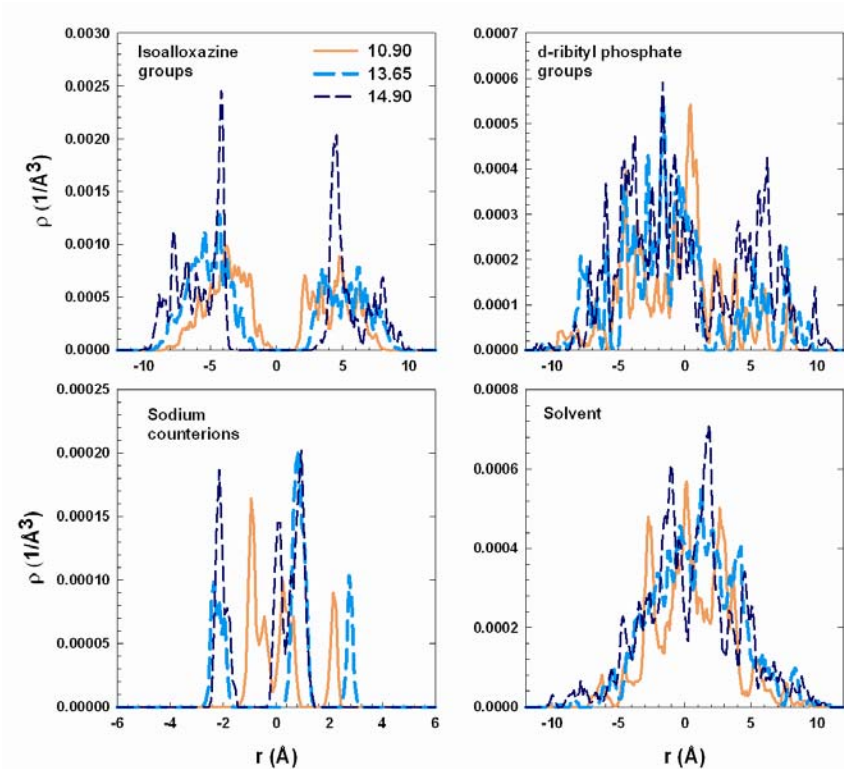 0.0030
0.0025
0.0020
0.0015
0.0010
0.0005
0.0000
ρ (1/Å³)
Isoalloxazine
groups
10.90
13.65
14.90
-10 -5 0 5 10
0.0007
0.0006
0.0005
0.0004
0.0003
0.0002
0.0001
0.0000
d-ribityl phosphate
groups
-10 -5 0 5 10
0.00025
0.00020
0.00015
0.00010
0.00005
0.00000
ρ (1/Å³)
Sodium
counterions
-6 -4 -2 0 2 4 6
r (Å)
0.0008
0.0006
0.0004
0.0002
0.0000
Solvent
-10 -5 0 5 10
r (Å)